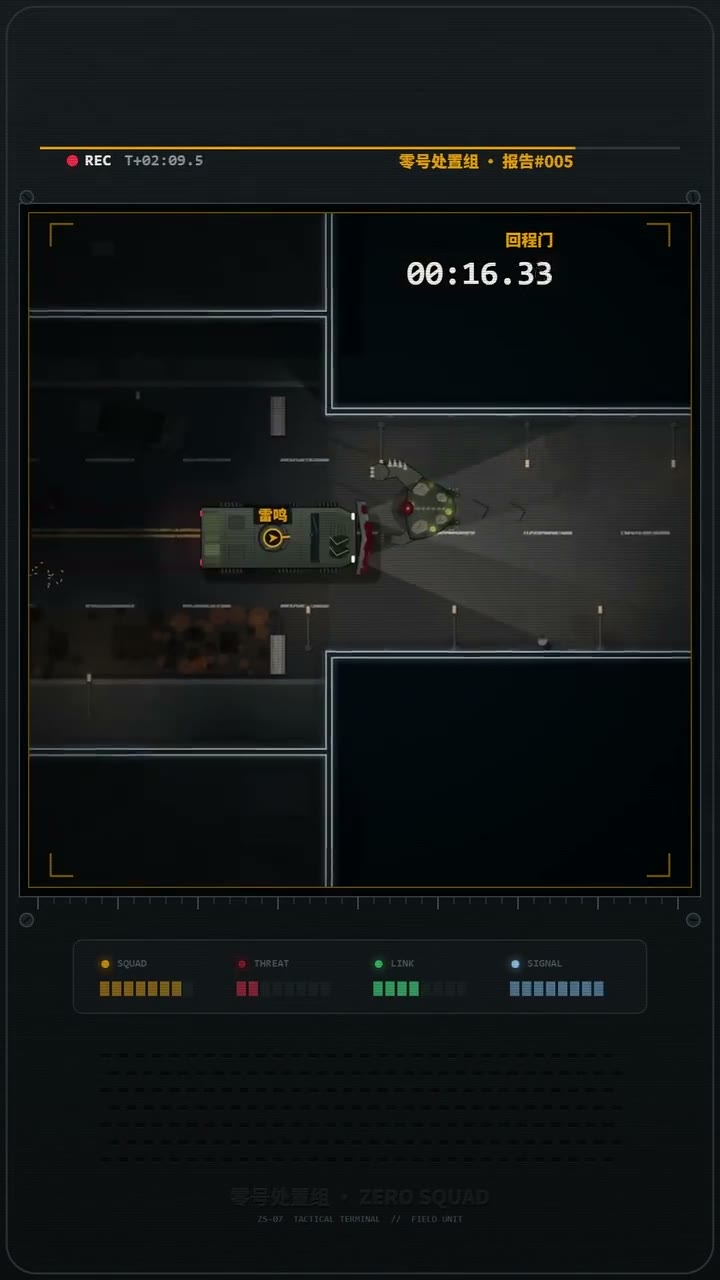 REC T+02:09.5 零号处置组 • 报告#005
回程门
00:16.33
雷鸣
SQUAD THREAT LINK SIGNAL
零号处置组 • ZERO SQUAD
ZS-07 TACTICAL TERMINAL // FIELD UNIT